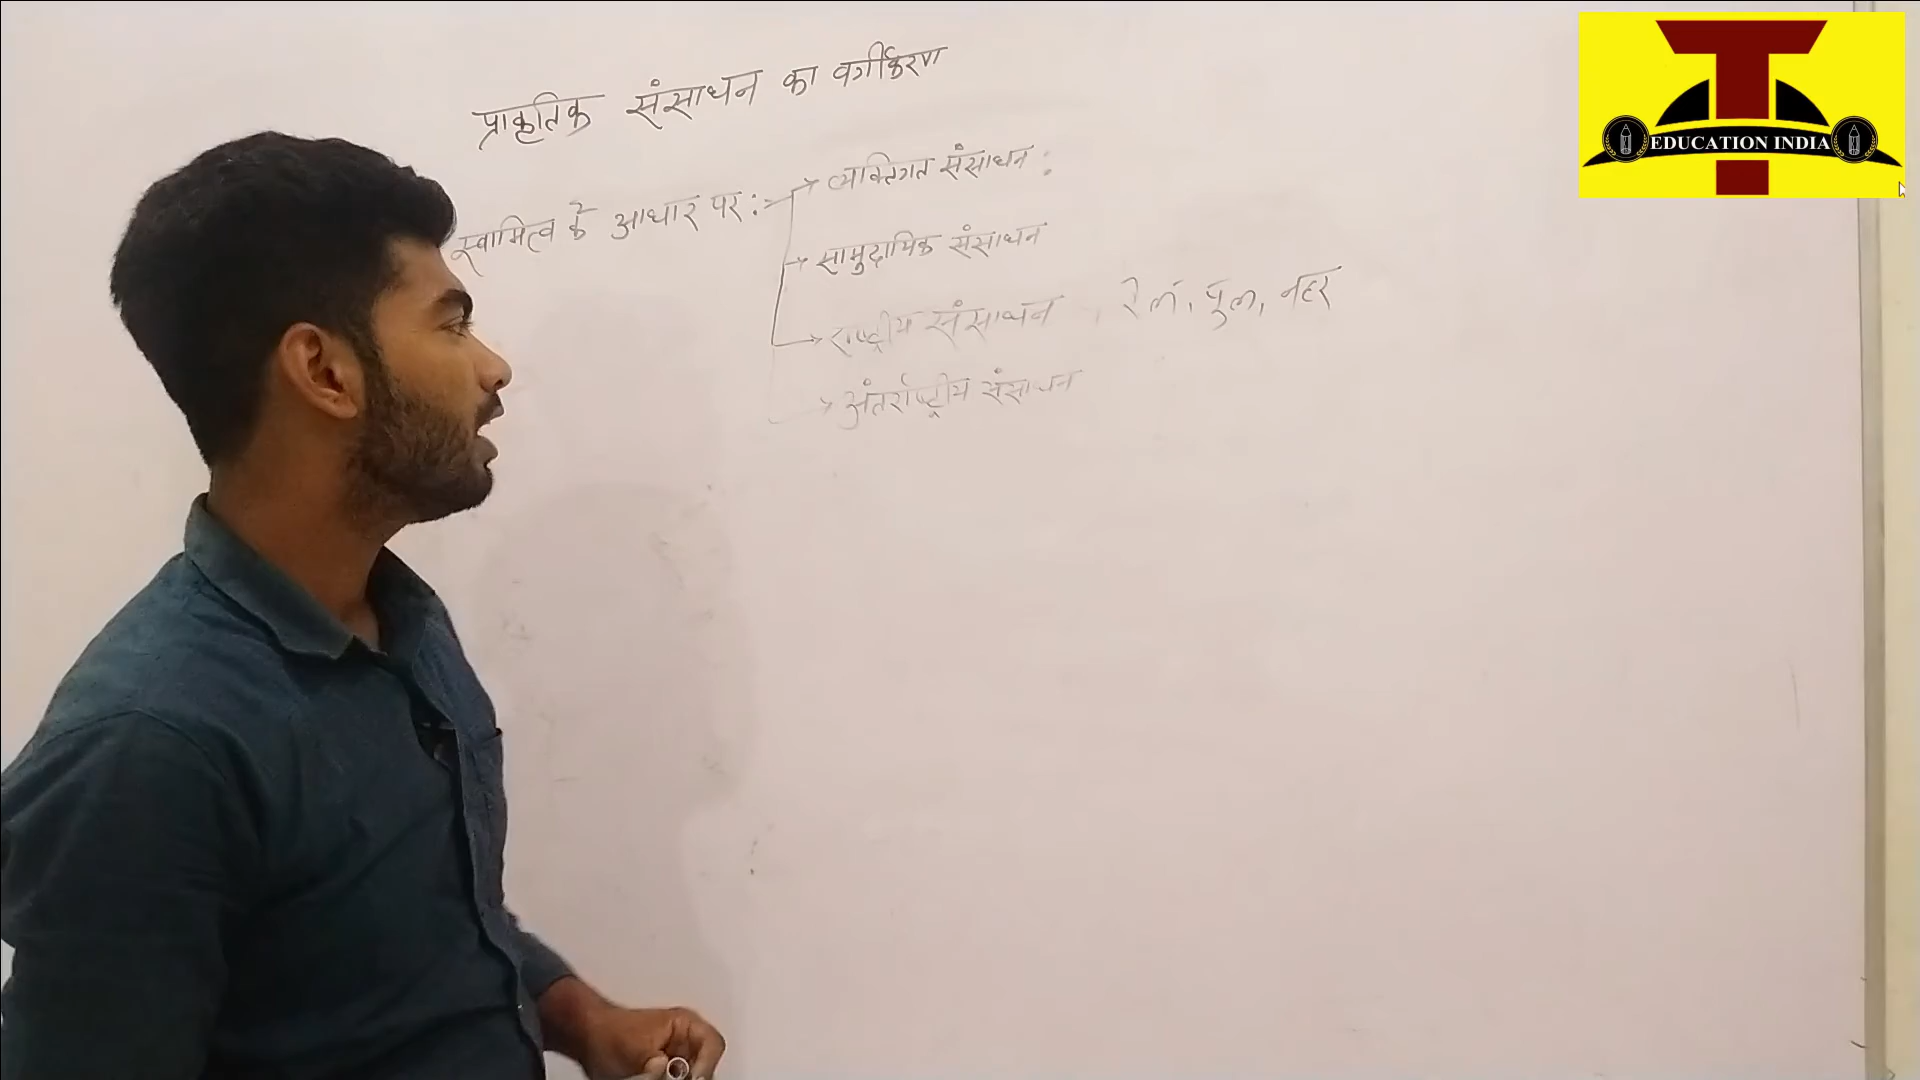 प्राकृतिक संसाधन का वर्गीकरण
स्वामित्व के आधार पर :- → व्यक्तिगत संसाधन :
→ सामुदायिक संसाधन
→ राष्ट्रीय संसाधन , रेल, पुल, नहर
→ अंतर्राष्ट्रीय संसाधन
T
EDUCATION INDIA